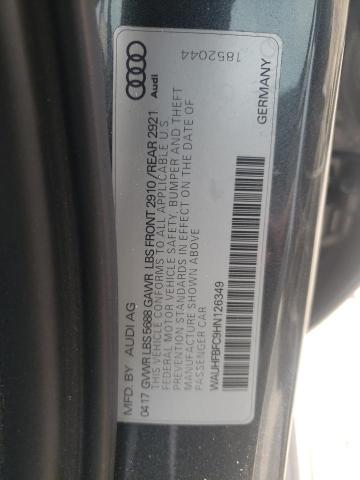 1852044
Audi
GERMANY
MFD. BY AUDI AG
04 17 GVWR LBS 5688 GAWR LBS FRONT 2910 / REAR 2921
THIS VEHICLE CONFORMS TO ALL APPLICABLE U.S.
FEDERAL MOTOR VEHICLE SAFETY, BUMPER AND THEFT
PREVENTION STANDARDS IN EFFECT ON THE DATE OF
MANUFACTURE SHOWN ABOVE
PASSENGER CAR
WAUHFBFC9HN126349